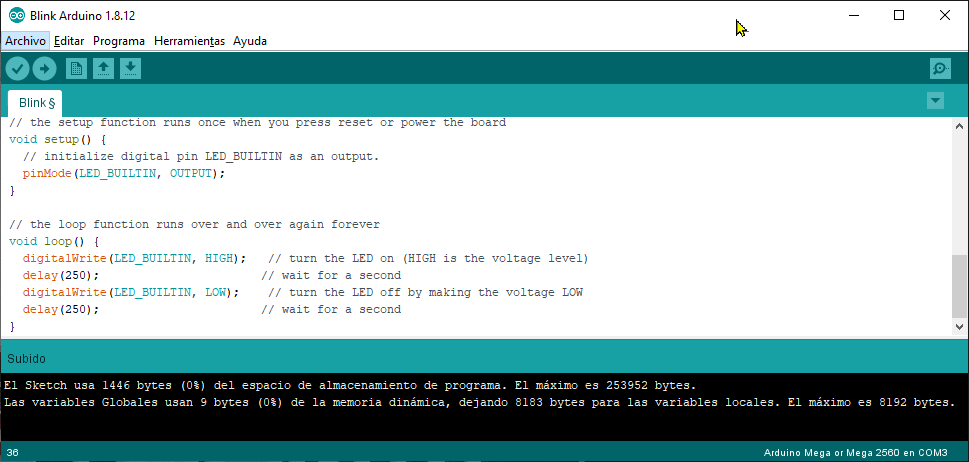 Blink Arduino 1.8.12
Archivo Editar Programa Herramientas Ayuda
Blink §
// the setup function runs once when you press reset or power the board
void setup() {
  // initialize digital pin LED_BUILTIN as an output.
  pinMode(LED_BUILTIN, OUTPUT);
}

// the loop function runs over and over again forever
void loop() {
  digitalWrite(LED_BUILTIN, HIGH);   // turn the LED on (HIGH is the voltage level)
  delay(250);                       // wait for a second
  digitalWrite(LED_BUILTIN, LOW);    // turn the LED off by making the voltage LOW
  delay(250);                       // wait for a second
}
Subido
El Sketch usa 1446 bytes (0%) del espacio de almacenamiento de programa. El máximo es 253952 bytes.
Las variables Globales usan 9 bytes (0%) de la memoria dinámica, dejando 8183 bytes para las variables locales. El máximo es 8192 bytes.
36 Arduino Mega or Mega 2560 en COM3